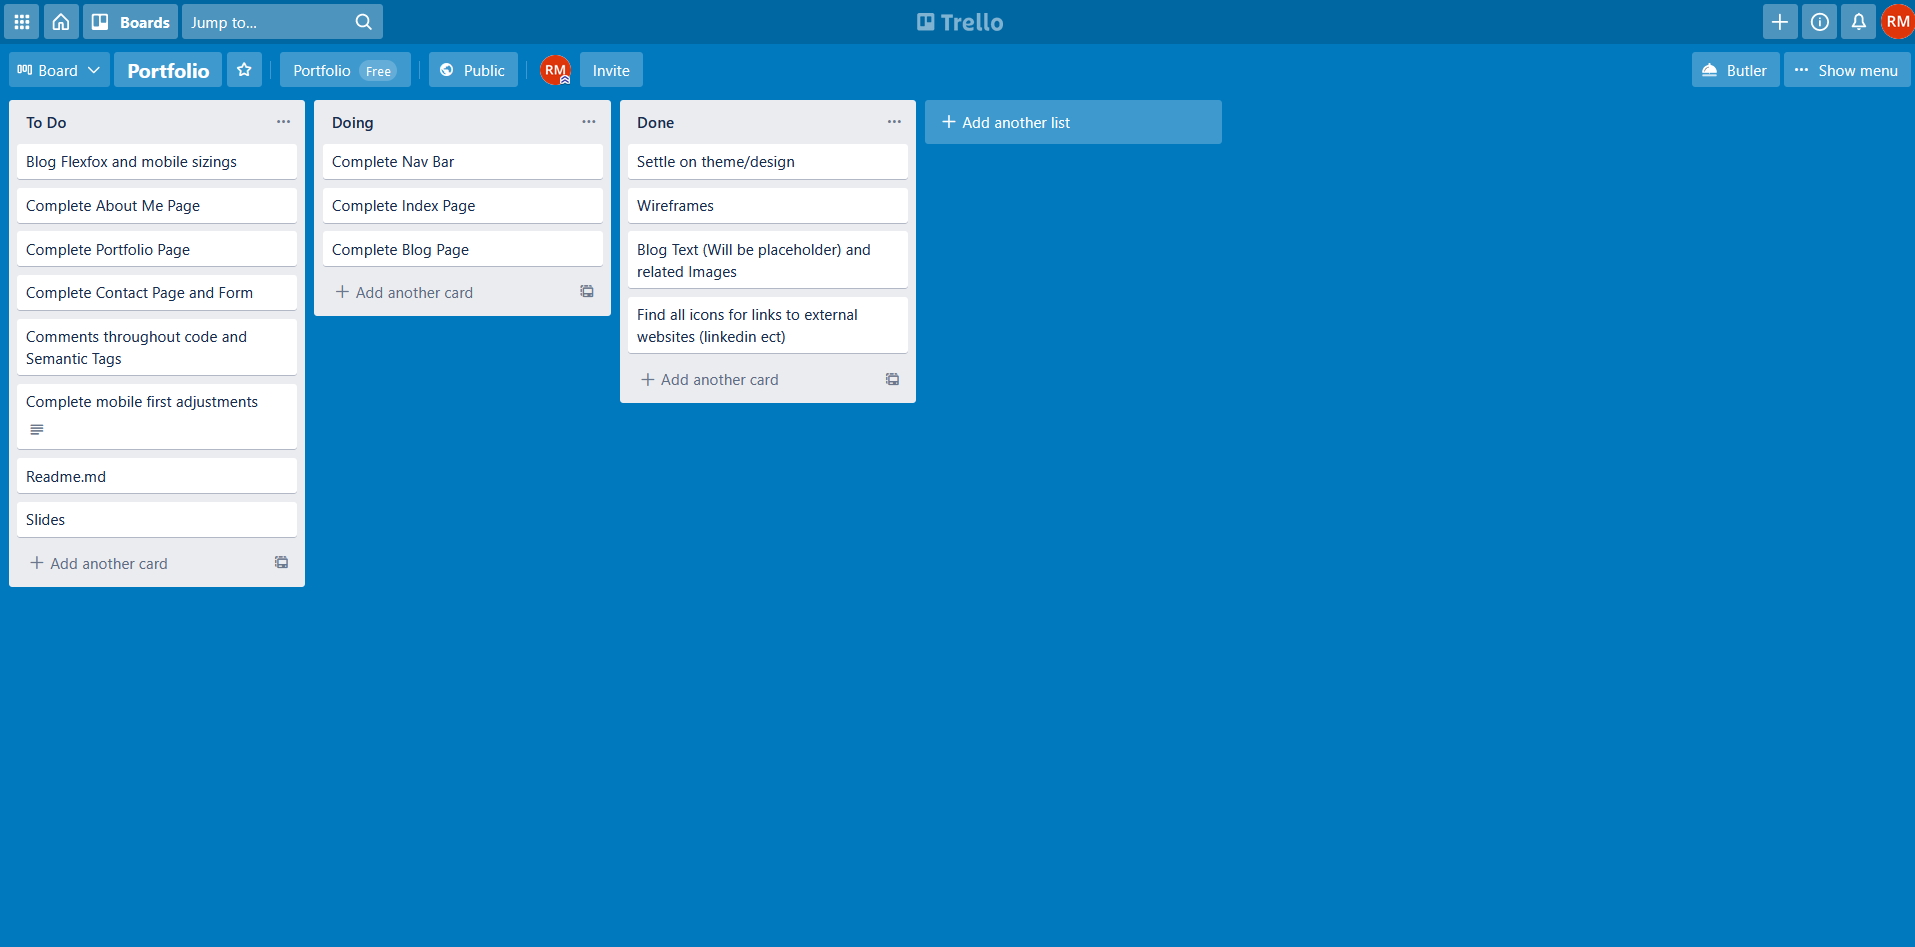 Boards
Jump to...
Trello
RM
Board
Portfolio
Portfolio Free
Public
RM
Invite
Butler
Show menu
To Do
Blog Flexfox and mobile sizings
Complete About Me Page
Complete Portfolio Page
Complete Contact Page and Form
Comments throughout code and
Semantic Tags
Complete mobile first adjustments
Readme.md
Slides
Add another card
Doing
Complete Nav Bar
Complete Index Page
Complete Blog Page
Add another card
Done
Settle on theme/design
Wireframes
Blog Text (Will be placeholder) and
related Images
Find all icons for links to external
websites (linkedin ect)
Add another card
Add another list